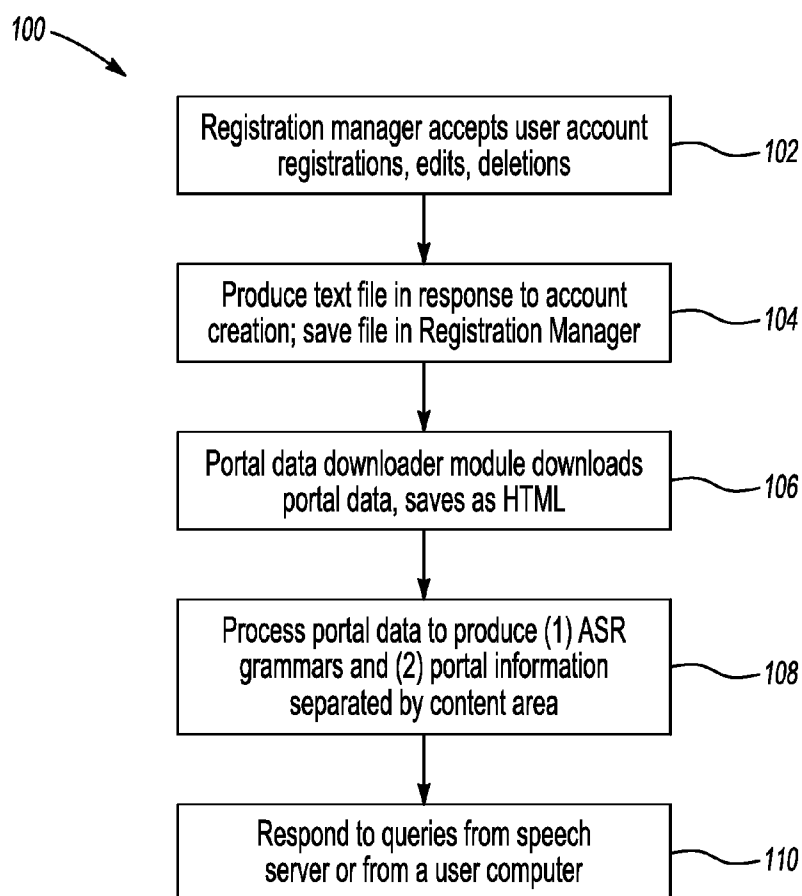 100
Registration manager accepts user account
registrations, edits, deletions
102
Produce text file in response to account
creation; save file in Registration Manager
104
Portal data downloader module downloads
portal data, saves as HTML
106
Process portal data to produce (1) ASR
grammars and (2) portal information
separated by content area
108
Respond to queries from speech
server or from a user computer
110